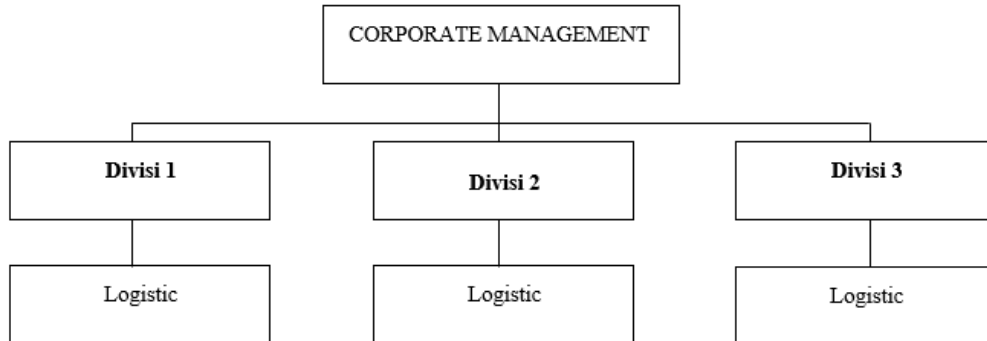 CORPORATE MANAGEMENT
Divisi 1
Divisi 2
Divisi 3
Logistic
Logistic
Logistic